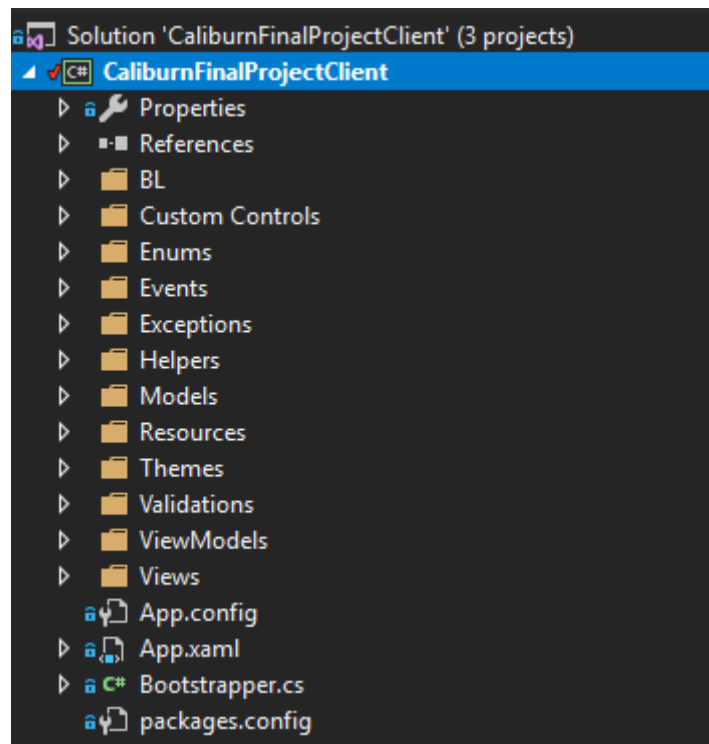 Solution 'CaliburnFinalProjectClient' (3 projects)
C# CaliburnFinalProjectClient
Properties
References
BL
Custom Controls
Enums
Events
Exceptions
Helpers
Models
Resources
Themes
Validations
ViewModels
Views
App.config
App.xaml
C# Bootstrapper.cs
packages.config